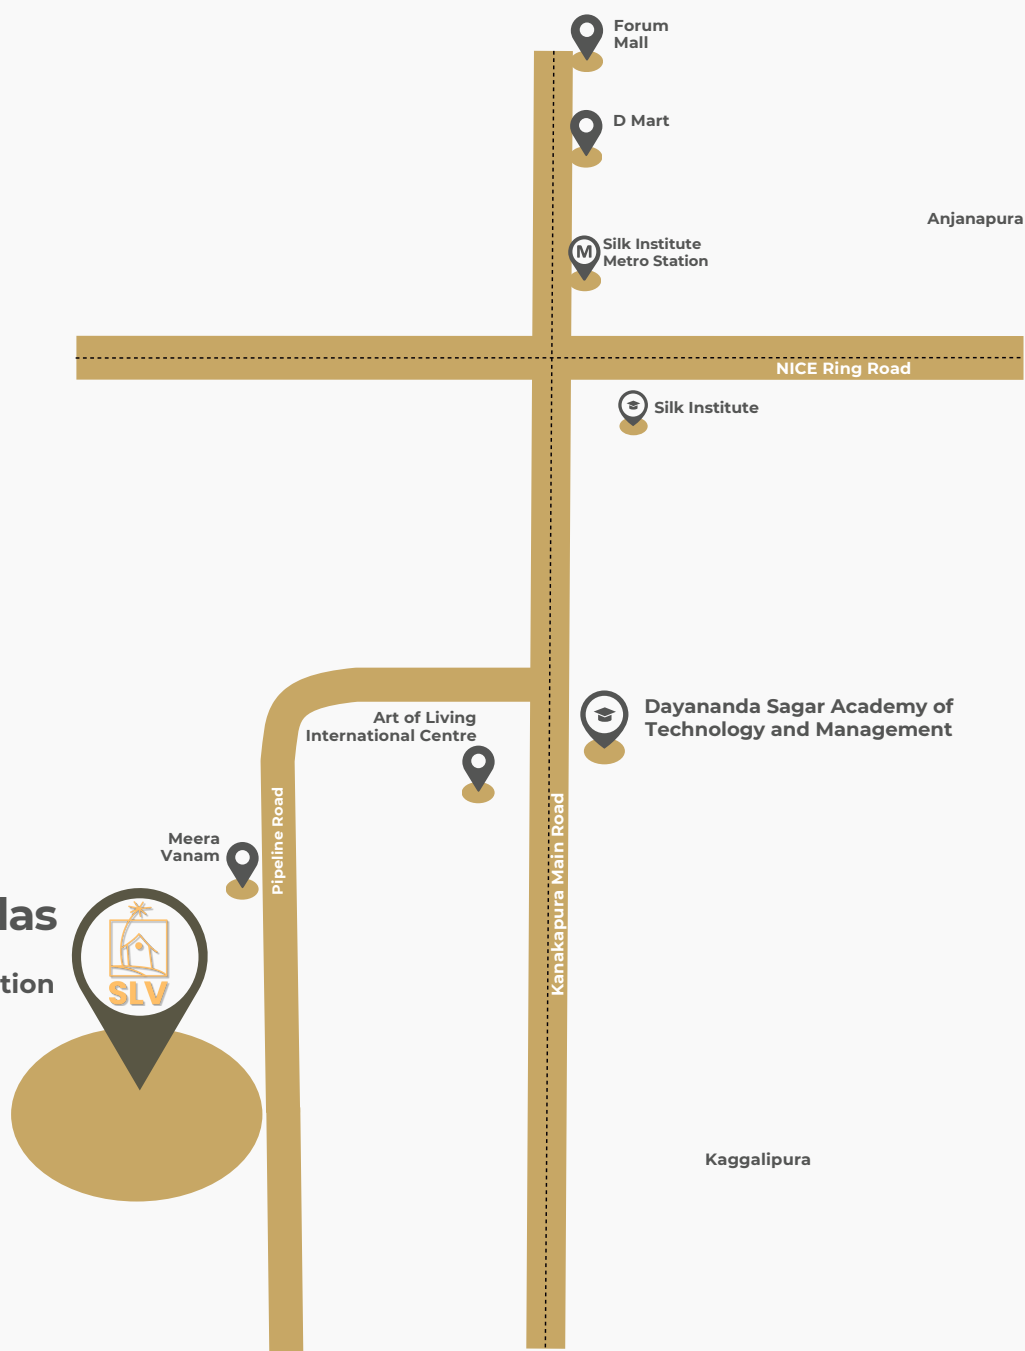 Forum
Mall
D Mart
Anjanapura
Silk Institute
Metro Station
M
NICE Ring Road
Silk Institute
Dayananda Sagar Academy of
Technology and Management
Art of Living
International Centre
Pipeline Road
Kanakapura Main Road
Meera
Vanam
las
tion
SLV
Kaggalipura